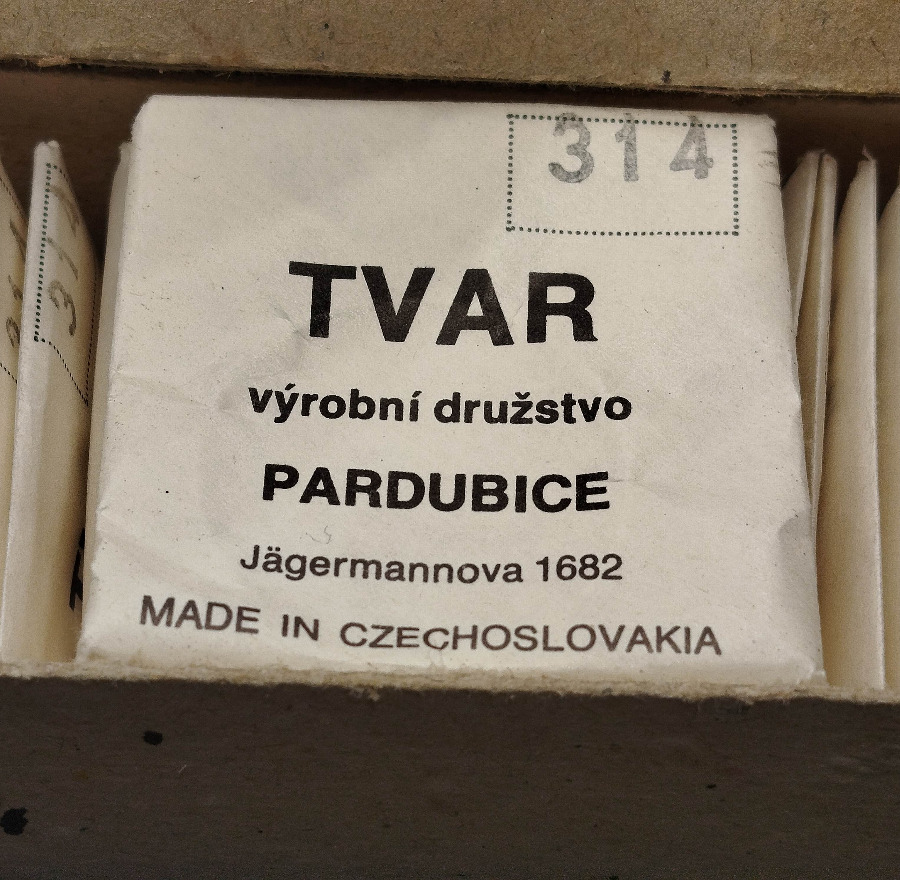 314
TVAR
výrobní družstvo
PARDUBICE
Jägermannova 1682
MADE IN CZECHOSLOVAKIA